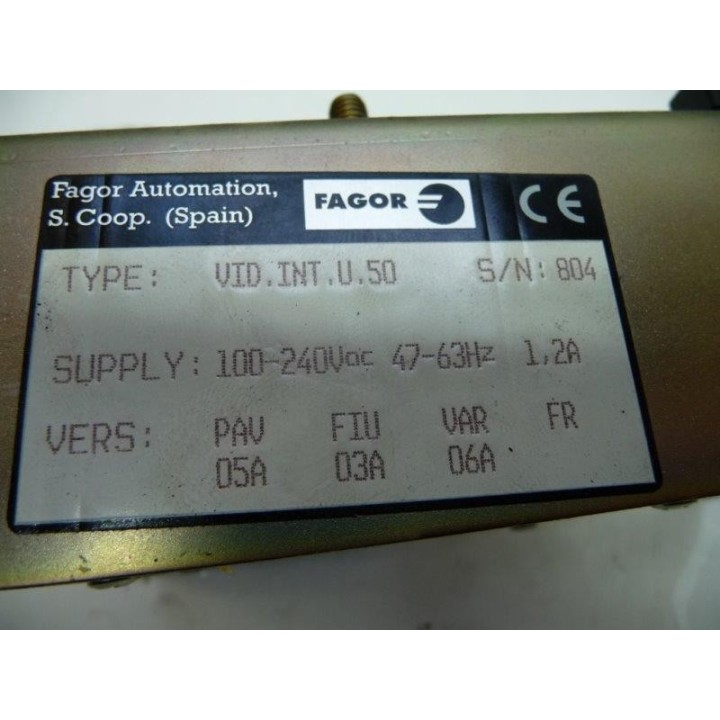 Fagor Automation,
S. Coop. (Spain)
FAGOR
CE
TYPE: VID.INT.U.50 S/N: 804
SUPPLY: 100-240Vac 47-63Hz 1,2A
VERS: PAV FIU VAR FR
05A 03A 06A